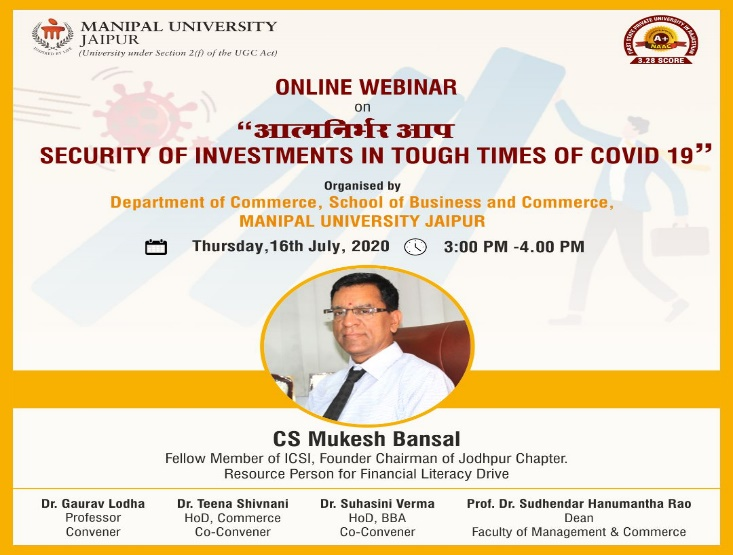 MANIPAL UNIVERSITY
JAIPUR
(University under Section 2(f) of the UGC Act)
A+
NAAC
3.28 SCORE
ONLINE WEBINAR
on
“आत्मनिर्भर आप
SECURITY OF INVESTMENTS IN TOUGH TIMES OF COVID 19”
Organised by
Department of Commerce, School of Business and Commerce,
MANIPAL UNIVERSITY JAIPUR
Thursday,16th July, 2020 3:00 PM -4.00 PM
CS Mukesh Bansal
Fellow Member of ICSI, Founder Chairman of Jodhpur Chapter.
Resource Person for Financial Literacy Drive
Dr. Gaurav Lodha Dr. Teena Shivnani Dr. Suhasini Verma Prof. Dr. Sudhendar Hanumantha Rao
Professor HoD, Commerce HoD, BBA Dean
Convener Co-Convener Co-Convener Faculty of Management & Commerce